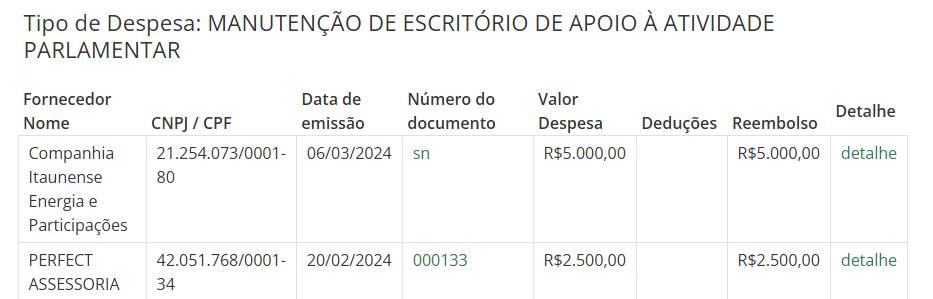 Tipo de Despesa: MANUTENÇÃO DE ESCRITÓRIO DE APOIO À ATIVIDADE
PARLAMENTAR
Fornecedor
Nome
CNPJ / CPF
Data de
emissão
Número do
documento
Valor
Despesa
Deduções
Reembolso
Detalhe
Companhia
Itaunense
Energia e
Participações
21.254.073/0001-
80
06/03/2024
sn
R$5.000,00
R$5.000,00
detalhe
PERFECT
ASSESSORIA
42.051.768/0001-
34
20/02/2024
000133
R$2.500,00
R$2.500,00
detalhe